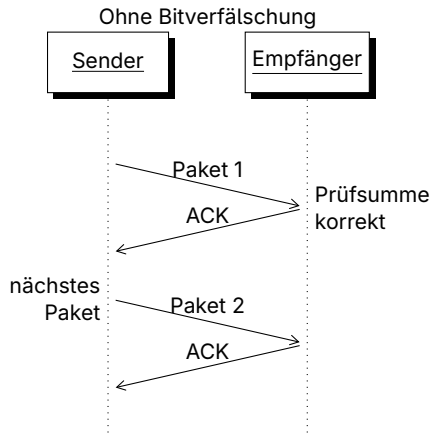 Ohne Bitverfälschung
Sender
Empfänger
Paket 1
Prüfsumme
korrekt
ACK
nächstes
Paket
Paket 2
ACK